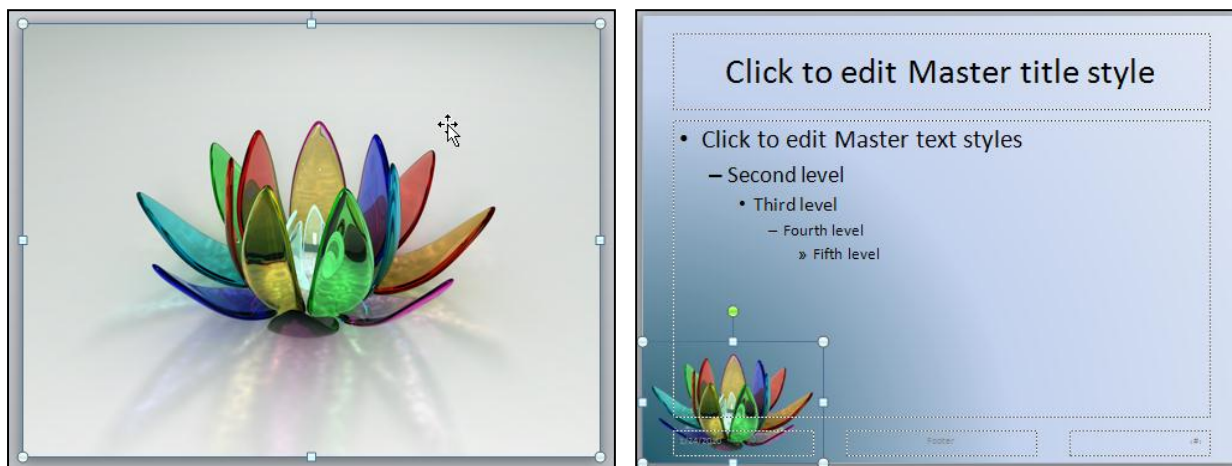 Click to edit Master title style
• Click to edit Master text styles
– Second level
• Third level
– Fourth level
» Fifth level
Footer
‹#›